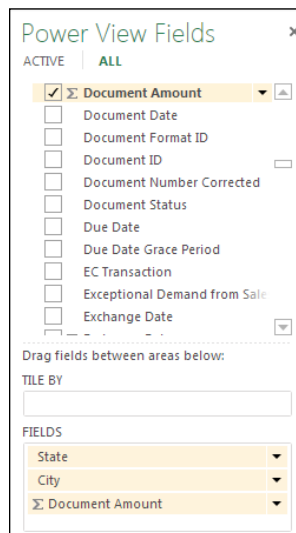 Power View Fields
ACTIVE ALL
Σ Document Amount
Document Date
Document Format ID
Document ID
Document Number Corrected
Document Status
Due Date
Due Date Grace Period
EC Transaction
Exceptional Demand from Sale
Exchange Date
Drag fields between areas below:
TILE BY
FIELDS
State
City
Σ Document Amount